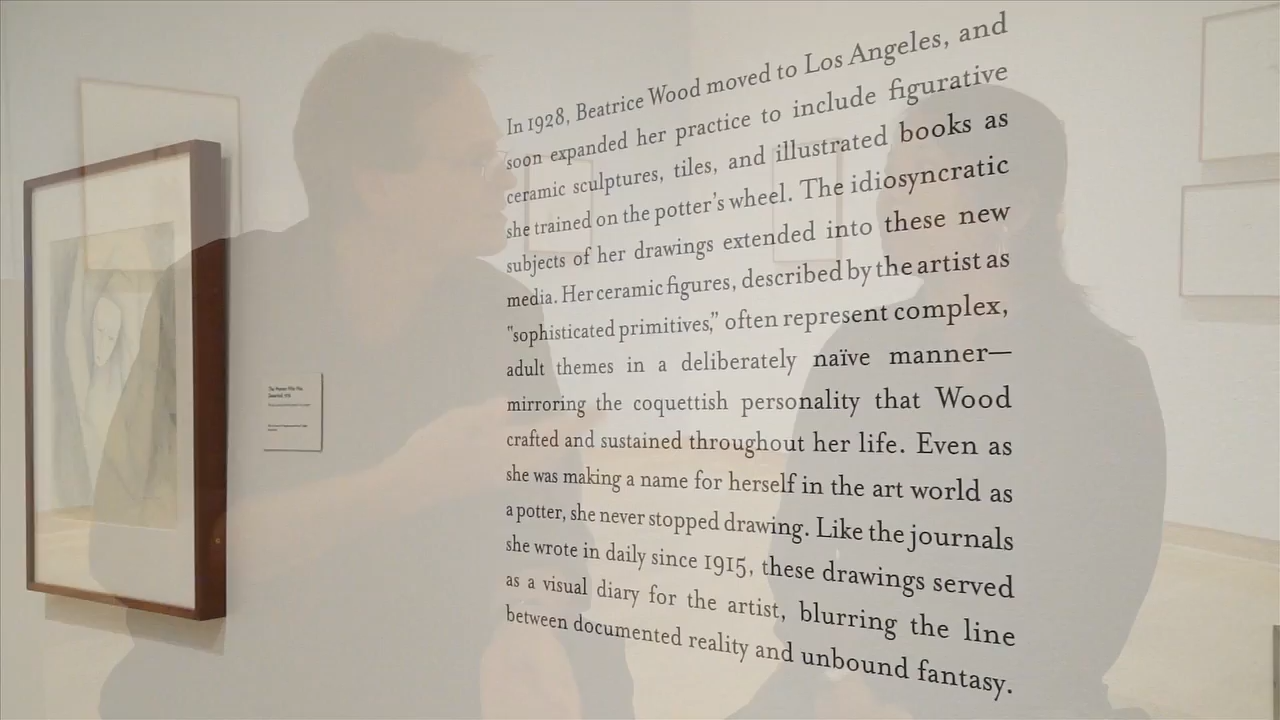 In 1928, Beatrice Wood moved to Los Angeles, and
soon expanded her practice to include figurative
ceramic sculptures, tiles, and illustrated books as
she trained on the potter's wheel. The idiosyncratic
subjects of her drawings extended into these new
media. Her ceramic figures, described by the artist as
"sophisticated primitives," often represent complex,
adult themes in a deliberately naïve manner—
mirroring the coquettish personality that Wood
crafted and sustained throughout her life. Even as
she was making a name for herself in the art world as
a potter, she never stopped drawing. Like the journals
she wrote in daily since 1915, these drawings served
as a visual diary for the artist, blurring the line
between documented reality and unbound fantasy.